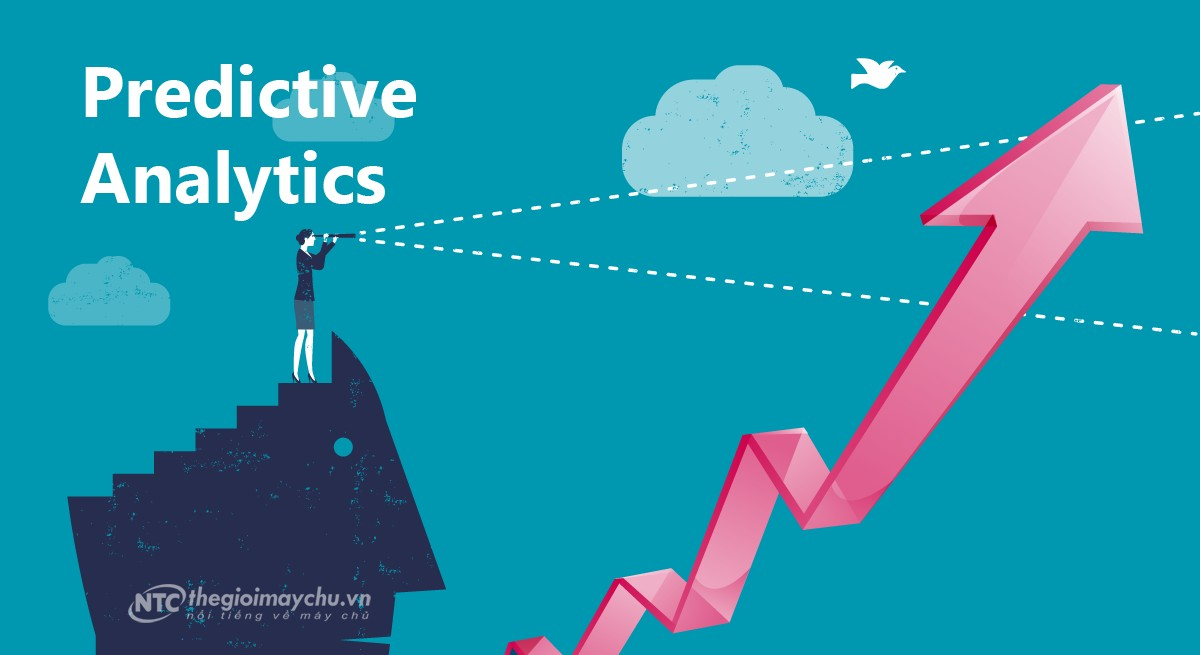 Predictive
Analytics
NTC thegioimaychu.vn
nổi tiếng về máy chủ